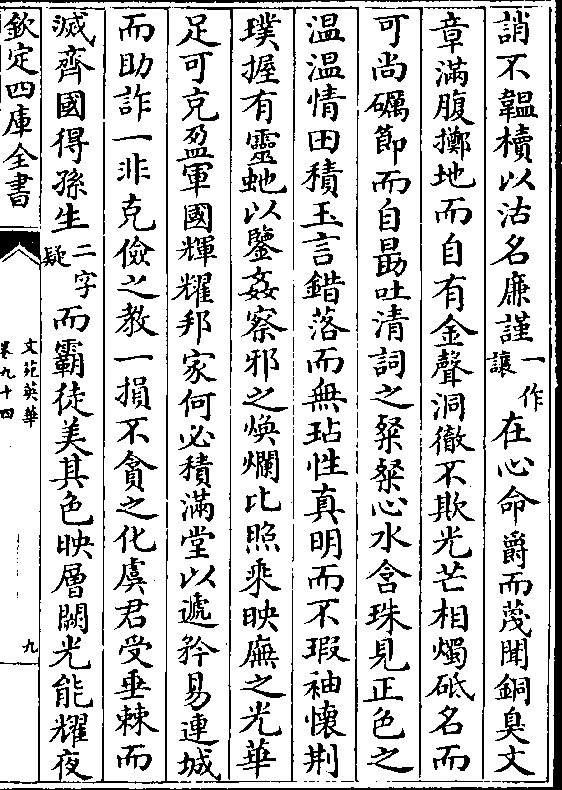 誚不韞櫝以沽名廉謹一作讓在心命爵而蔑聞銅臭文
章滿腹擲地而自有金聲洞徹不欺光芒相燭砥名而
可尚礪節而自勗吐清詞之粲粲心水含珠見正色之
温温情田積玉言錯落而無玷性真明而不瑕袖懷荆
璞握有靈虵以鑒姦察邪之煥爛比照乘映廡之光華
足可充盈軍國輝耀邦家何必積滿堂以遞矜易連城
而助詐一非克儉之教一損不貪之化虞君受垂棘而
滅齊國得孫生二字疑而霸徒美其色映層闕光能耀夜
欽定四庫全書
文苑英華
卷九十四
九